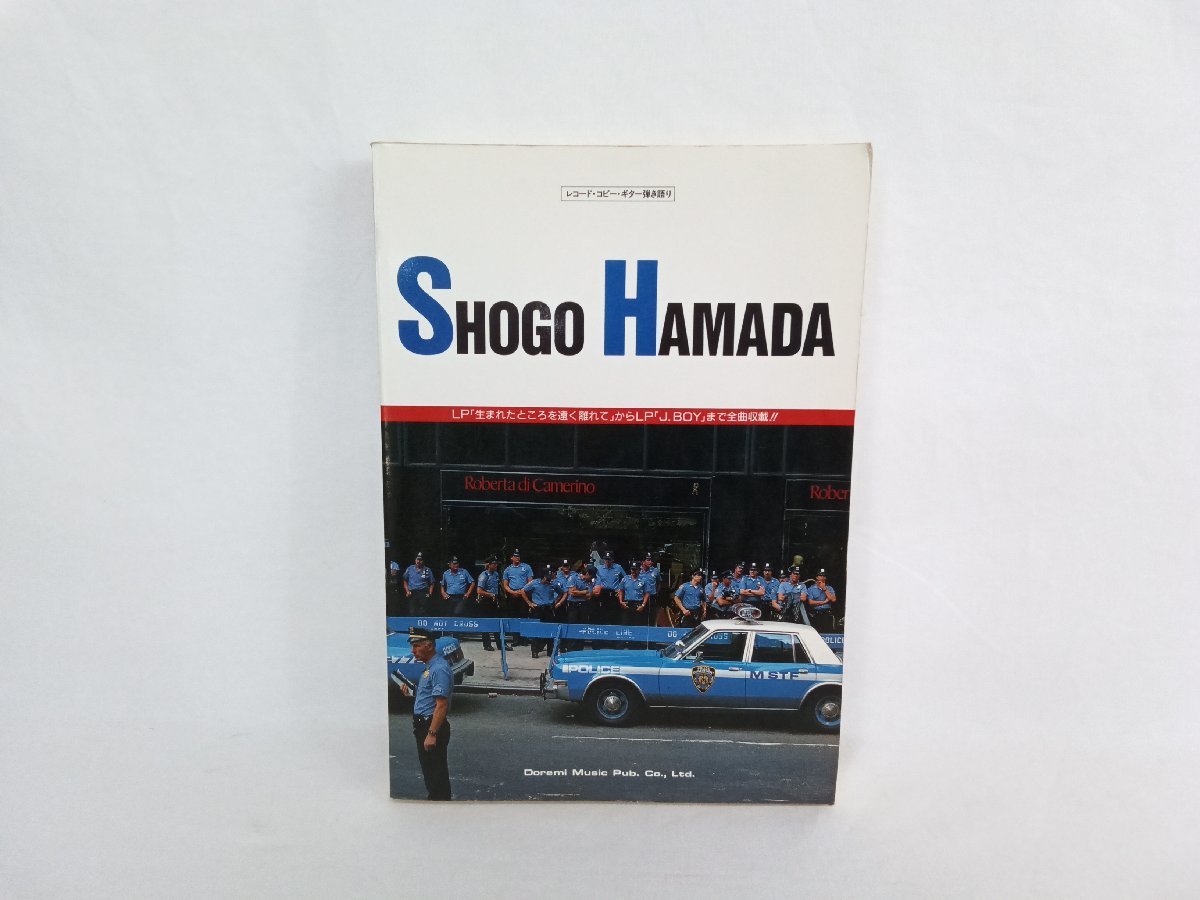 レコード・コピー・ギター弾き語り
SHOGO HAMADA
LP「生まれたところを遠く離れて」からLP「J.BOY」まで全曲収載!!
Roberta di Camerino
Rober
DO NOT CROSS
POLICE LINE
DO
CROSS
POLICE
POLICE
MSTF
Doremi Music Pub. Co., Ltd.